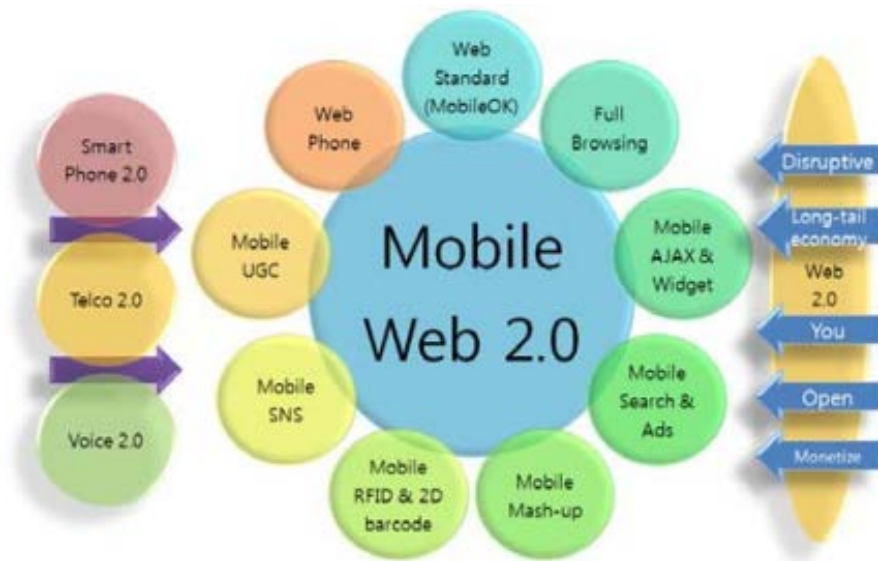 Smart
Phone 2.0
Telco 2.0
Voice 2.0
Mobile
Web 2.0
Web
Standard
(MobileOK)
Full
Browsing
Mobile
AJAX &
Widget
Mobile
Search &
Ads
Mobile
Mash-up
Mobile
RFID & 2D
barcode
Mobile
SNS
Mobile
UGC
Web
Phone
Disruptive
Long-tail
economy
Web
2.0
You
Open
Monetize